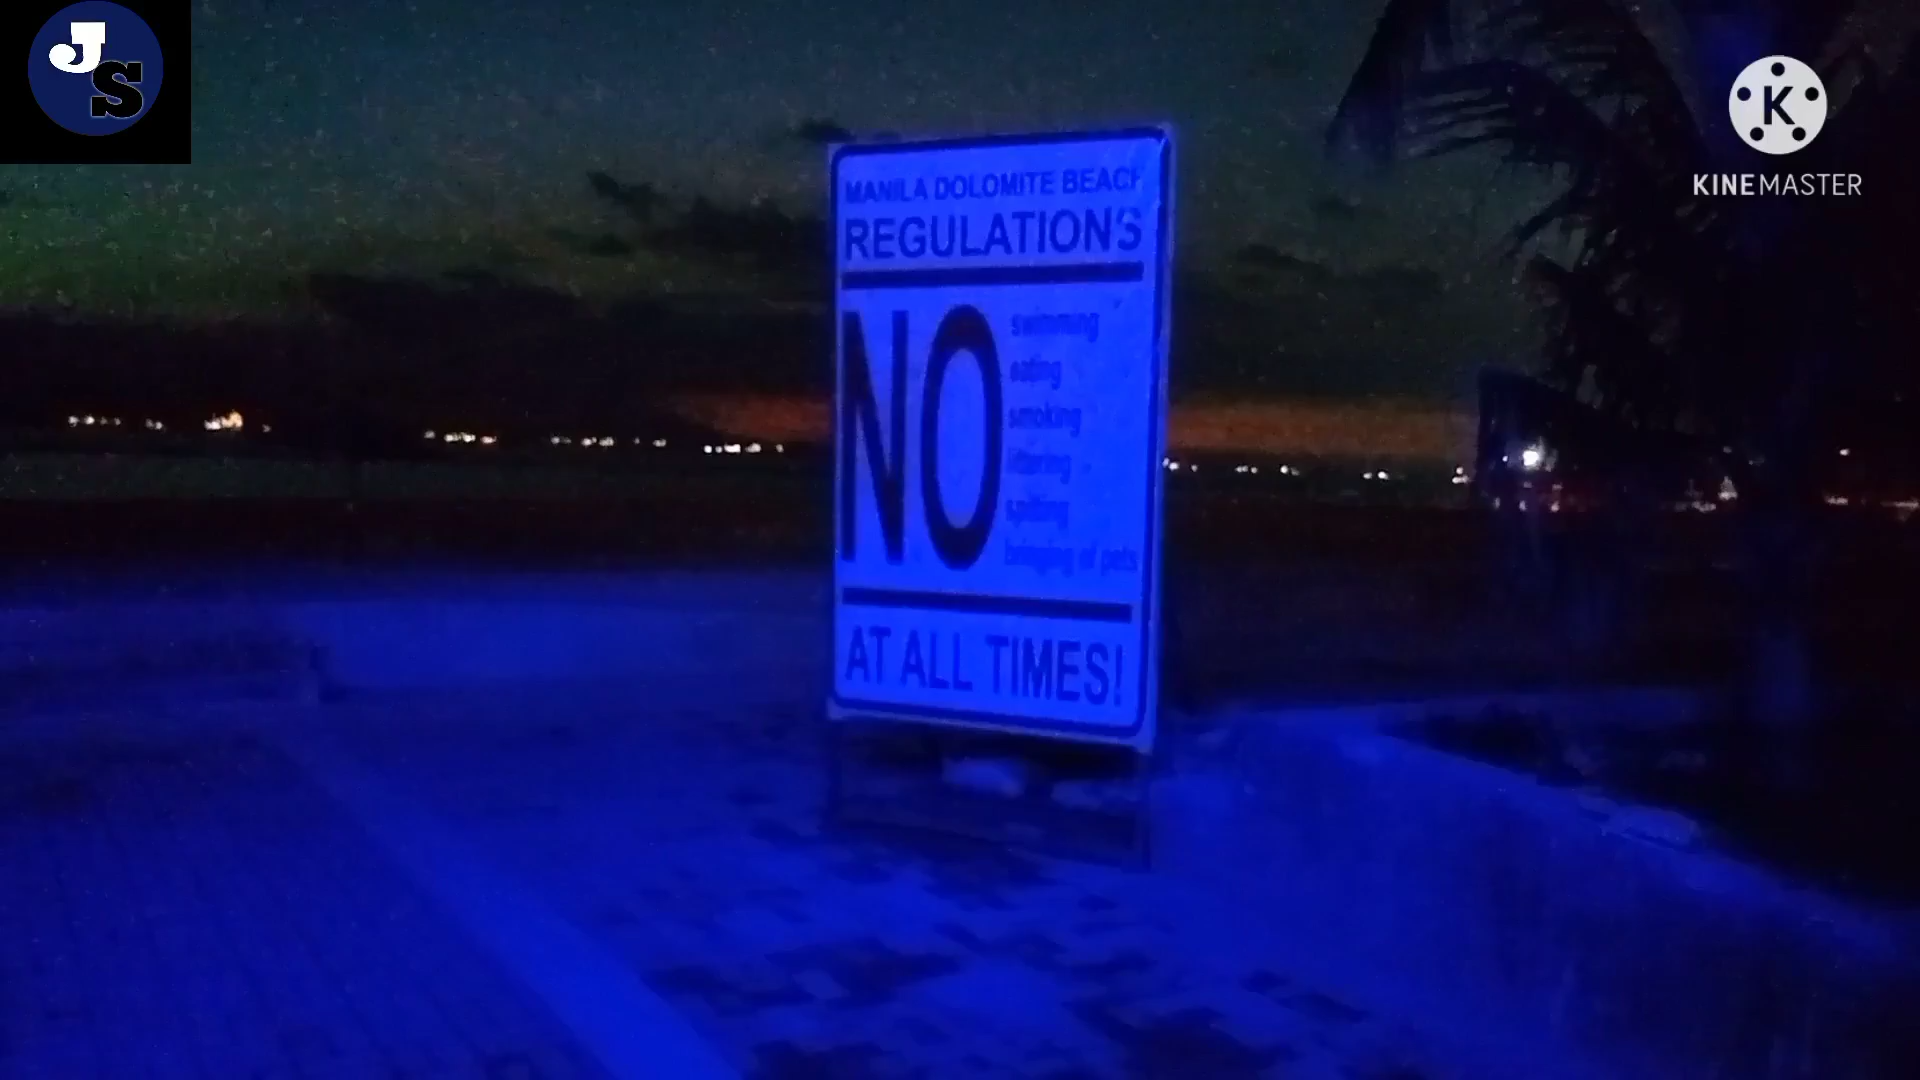 JS
KINEMASTER
MANILA DOLOMITE BEACH
REGULATIONS
NO
swimming
eating
smoking
littering
spitting
bringing of pets
AT ALL TIMES!